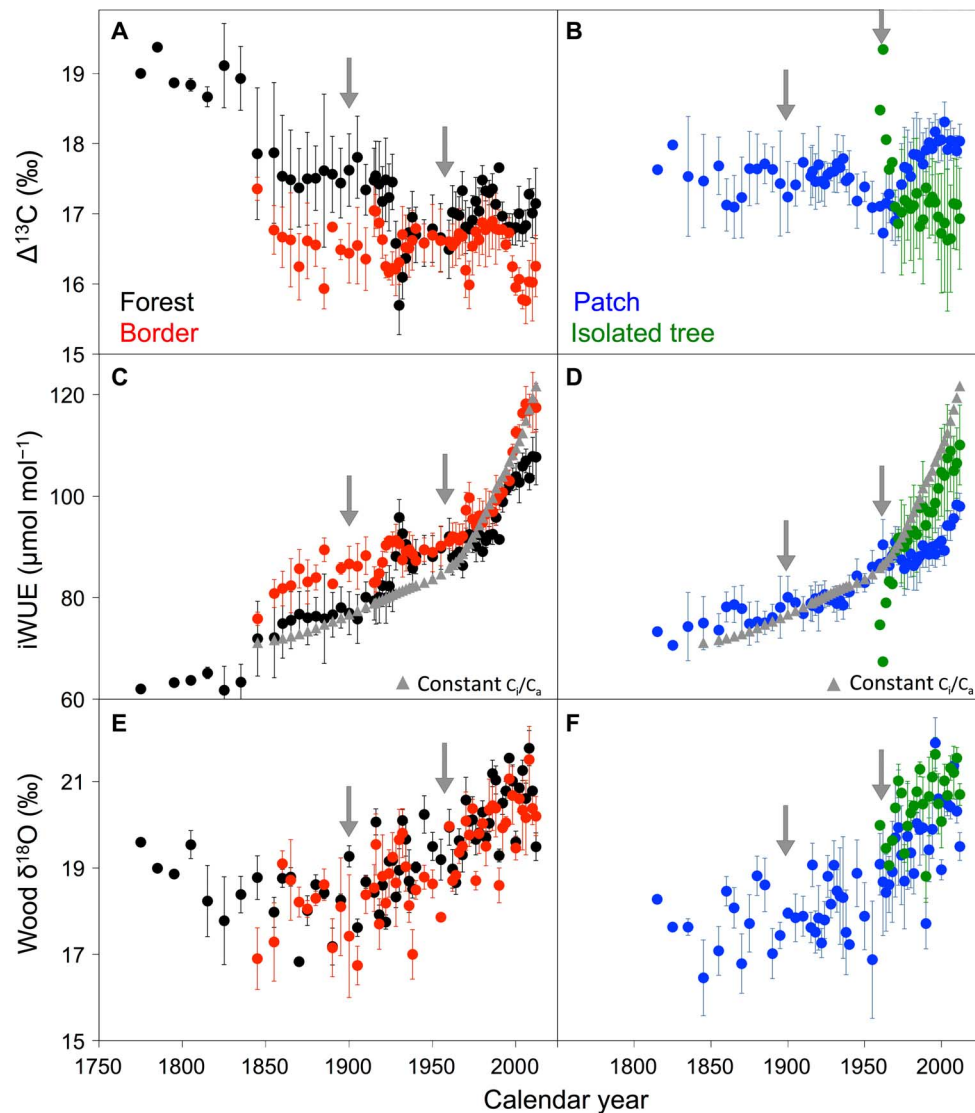 A
B
Δ¹³C (‰)
19
18
17
16
15
Forest
Border
Patch
Isolated tree
C
D
iWUE (µmol mol⁻¹)
120
100
80
60
Constant cᵢ/cₐ
Constant cᵢ/cₐ
E
F
Wood δ¹⁸O (‰)
21
19
17
15
1750 1800 1850 1900 1950 2000
1800 1850 1900 1950 2000
Calendar year